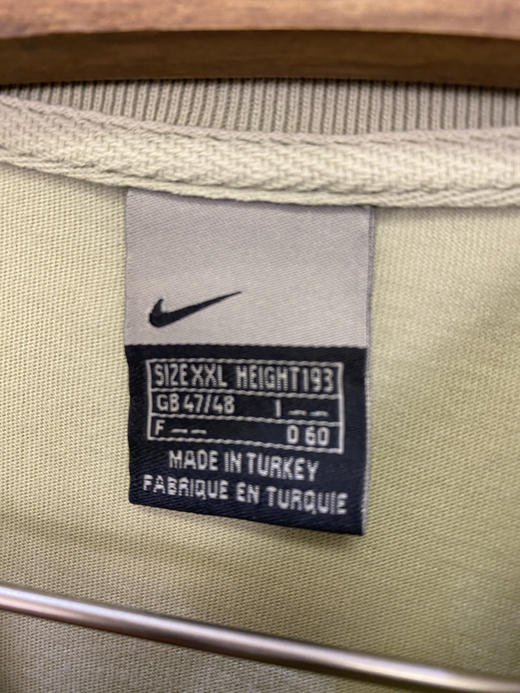 SIZE XXL HEIGHT 193
GB 47/48 I -- --
F -- -- D 60
MADE IN TURKEY
FABRIQUE EN TURQUIE